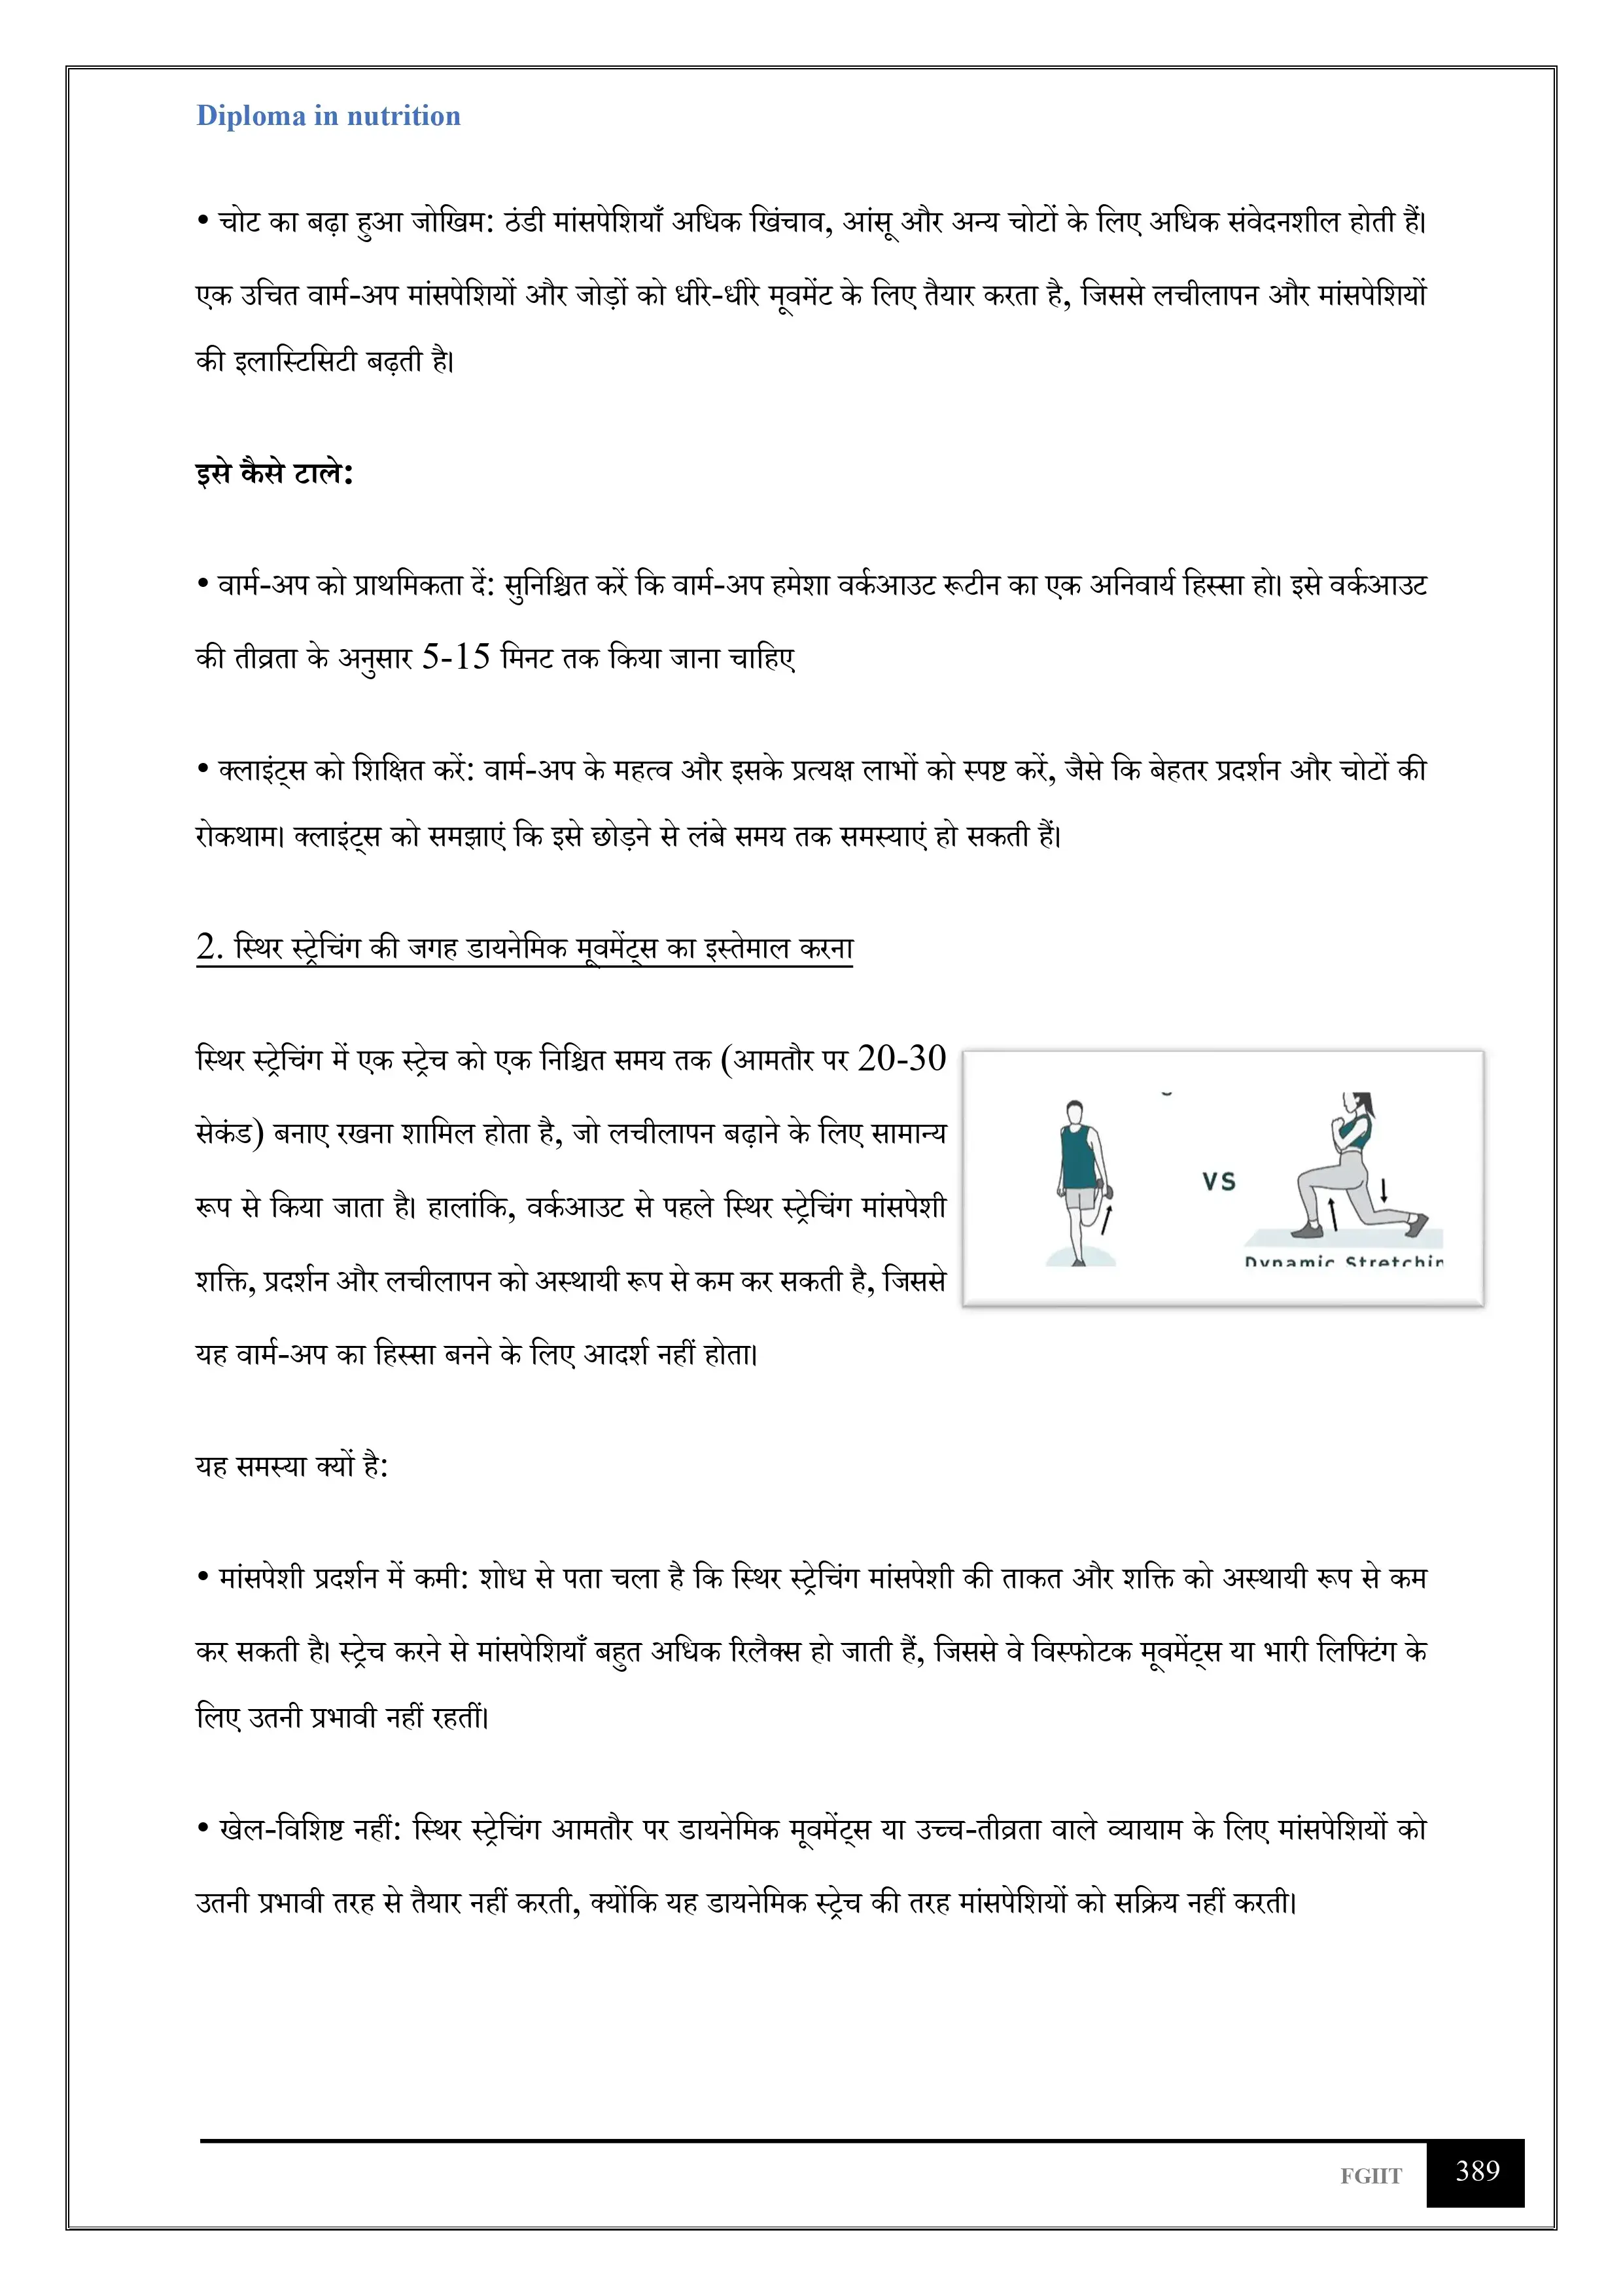 Diploma in nutrition
• चोट का बढ़ा हुआ जोखिम: ठंडी मांसपेशियाँ अधिक खिंचाव, आंसू और अन्य चोटों के लिए अधिक संवेदनशील होती हैं।
एक उचित वार्म-अप मांसपेशियों और जोड़ों को धीरे-धीरे मूवमेंट के लिए तैयार करता है, जिससे लचीलापन और मांसपेशियों
की इलास्टिसिटी बढ़ती है।
इसे कैसे टाले:
• वार्म-अप को प्राथमिकता दें: सुनिश्चित करें कि वार्म-अप हमेशा वर्कआउट रूटीन का एक अनिवार्य हिस्सा हो। इसे वर्कआउट
की तीव्रता के अनुसार 5-15 मिनट तक किया जाना चाहिए
• क्लाइंट्स को शिक्षित करें: वार्म-अप के महत्व और इसके प्रत्यक्ष लाभों को स्पष्ट करें, जैसे कि बेहतर प्रदर्शन और चोटों की
रोकथाम। क्लाइंट्स को समझाएं कि इसे छोड़ने से लंबे समय तक समस्याएं हो सकती हैं।
2. स्थिर स्ट्रेचिंग की जगह डायनेमिक मूवमेंट्स का इस्तेमाल करना
स्थिर स्ट्रेचिंग में एक स्ट्रेच को एक निश्चित समय तक (आमतौर पर 20-30
सेकंड) बनाए रखना शामिल होता है, जो लचीलापन बढ़ाने के लिए सामान्य
रूप से किया जाता है। हालांकि, वर्कआउट से पहले स्थिर स्ट्रेचिंग मांसपेशी
शक्ति, प्रदर्शन और लचीलापन को अस्थायी रूप से कम कर सकती है, जिससे
यह वार्म-अप का हिस्सा बनने के लिए आदर्श नहीं होता।
VS
Dynamic Stretchin
यह समस्या क्यों है:
• मांसपेशी प्रदर्शन में कमी: शोध से पता चला है कि स्थिर स्ट्रेचिंग मांसपेशी की ताकत और शक्ति को अस्थायी रूप से कम
कर सकती है। स्ट्रेच करने से मांसपेशियाँ बहुत अधिक रिलैक्स हो जाती हैं, जिससे वे विस्फोटक मूवमेंट्स या भारी लिफ्टिंग के
लिए उतनी प्रभावी नहीं रहतीं।
• खेल-विशिष्ट नहीं: स्थिर स्ट्रेचिंग आमतौर पर डायनेमिक मूवमेंट्स या उच्च-तीव्रता वाले व्यायाम के लिए मांसपेशियों को
उतनी प्रभावी तरह से तैयार नहीं करती, क्योंकि यह डायनेमिक स्ट्रेच की तरह मांसपेशियों को सक्रिय नहीं करती।
FGIIT 389